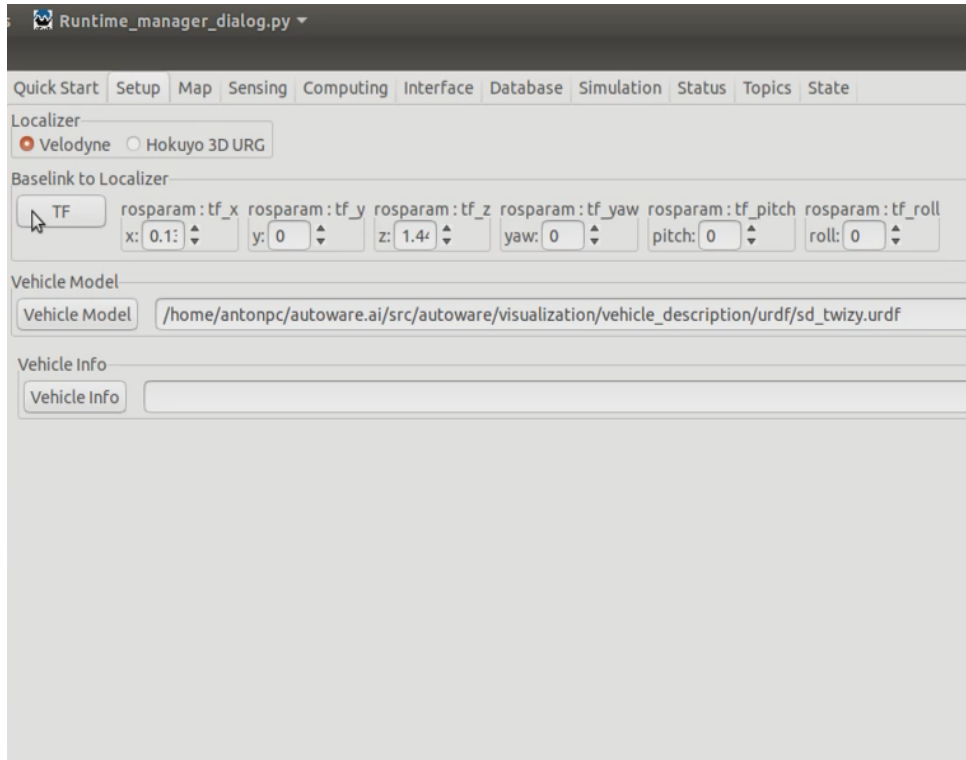 Runtime_manager_dialog.py
Quick Start Setup Map Sensing Computing Interface Database Simulation Status Topics State
Localizer
Velodyne Hokuyo 3D URG
Baselink to Localizer
TF
rosparam : tf_x rosparam : tf_y rosparam : tf_z rosparam : tf_yaw rosparam : tf_pitch rosparam : tf_roll
x: y: 0 z: yaw: 0 pitch: 0 roll: 0
Vehicle Model
Vehicle Model /home/antonpc/autoware.ai/src/autoware/visualization/vehicle_description/urdf/sd_twizy.urdf
Vehicle Info
Vehicle Info